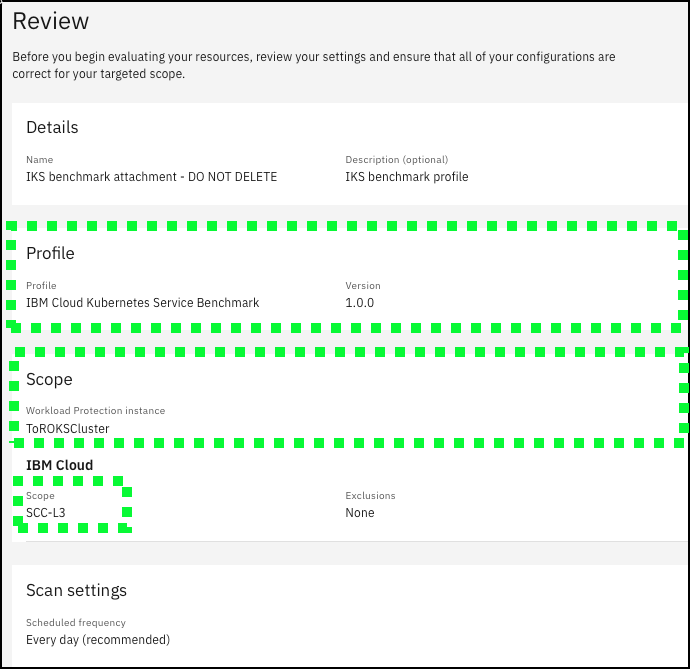 Review
Before you begin evaluating your resources, review your settings and ensure that all of your configurations are
correct for your targeted scope.
Details
Name
Description (optional)
IKS benchmark attachment - DO NOT DELETE
IKS benchmark profile
Profile
Profile
Version
IBM Cloud Kubernetes Service Benchmark
1.0.0
Scope
Workload Protection instance
ToROKSCluster
IBM Cloud
Scope
Exclusions
SCC-L3
None
Scan settings
Scheduled frequency
Every day (recommended)